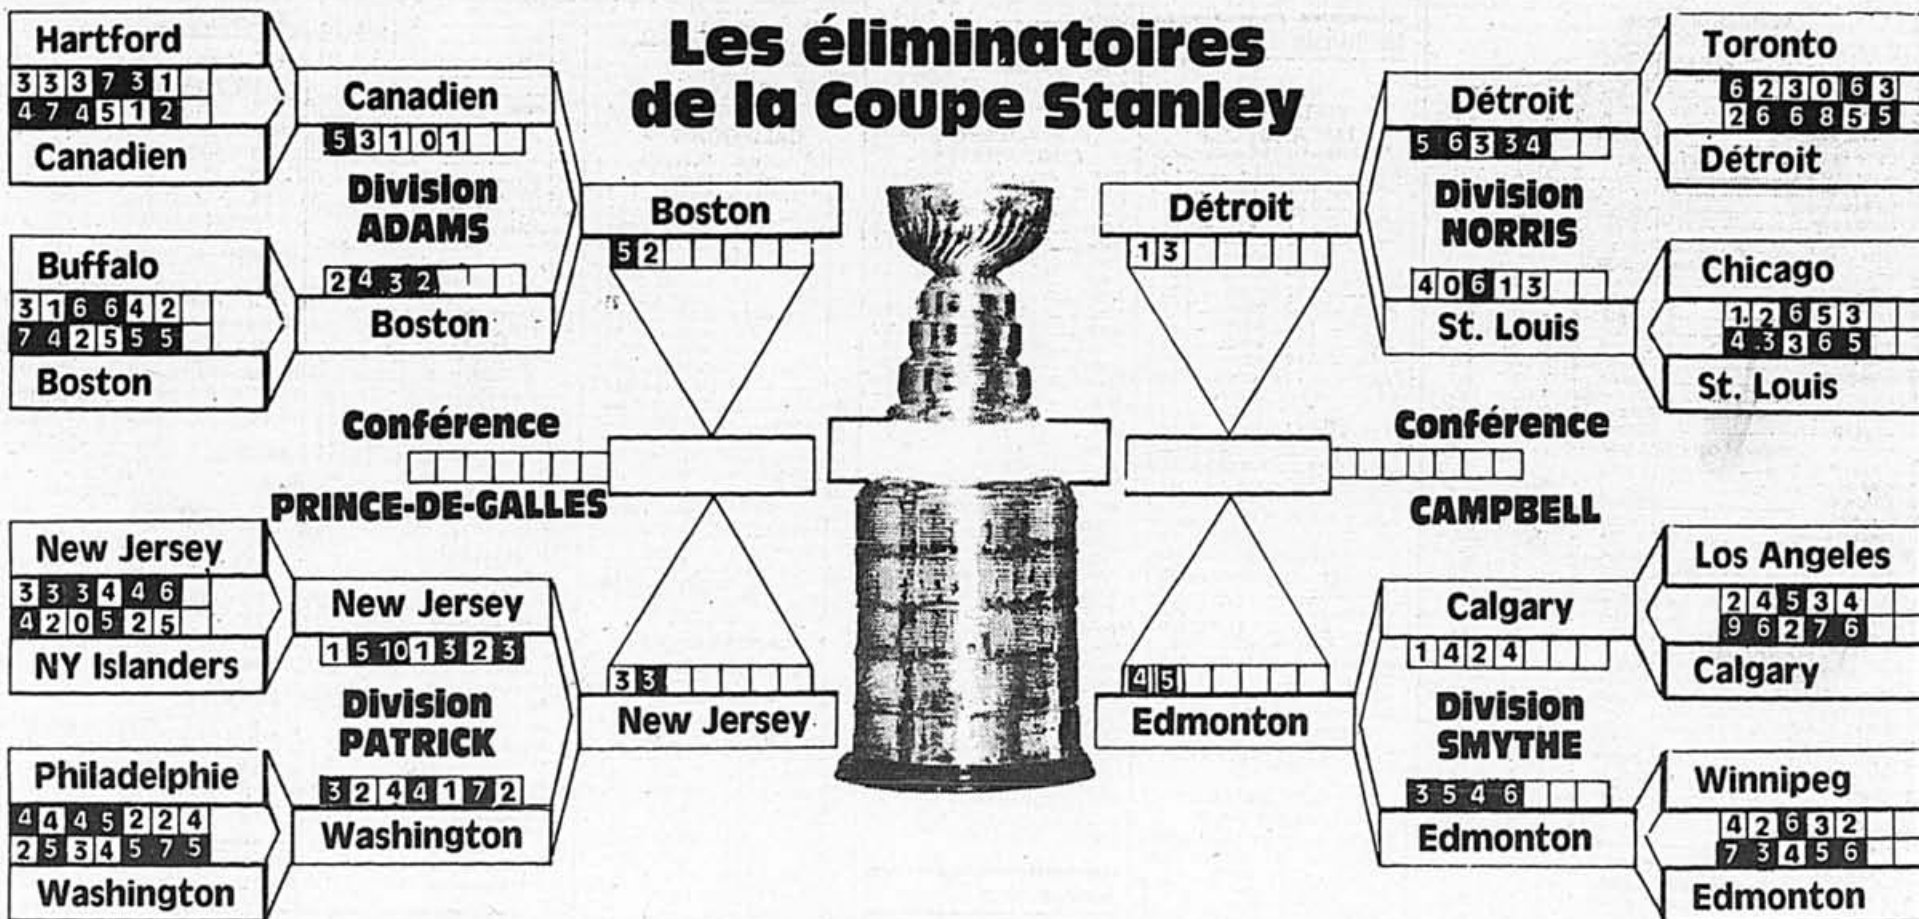 Les éliminatoires
de la Coupe Stanley
Hartford
3 3 3 7 3 1
4 7 4 5 1 2
Canadien
Canadien
5 3 1 0 1
Division
ADAMS
2 4 3 2
Boston
Buffalo
3 1 6 6 4 2
7 4 2 5 5 5
Boston
Boston
5 2
Conférence
PRINCE-DE-GALLES
New Jersey
3 3 3 4 4 6
4 2 0 5 2 5
NY Islanders
New Jersey
1 5 10 1 3 2 3
Division
PATRICK
3 2 4 4 1 7 2
Washington
Philadelphie
4 4 4 5 2 2 4
2 5 3 4 5 7 5
Washington
3 3
New Jersey
Détroit
1 3
Détroit
5 6 3 3 4
Division
NORRIS
4 0 6 1 3
St. Louis
Toronto
6 2 3 0 6 3
2 6 6 8 5 5
Détroit
Chicago
1 2 6 5 3
4 3 3 6 5
St. Louis
Conférence
CAMPBELL
4 5
Edmonton
Calgary
1 4 2 4
Division
SMYTHE
3 5 4 6
Edmonton
Los Angeles
2 4 5 3 4
9 6 2 7 6
Calgary
Winnipeg
4 2 6 3 2
7 3 4 5 6
Edmonton